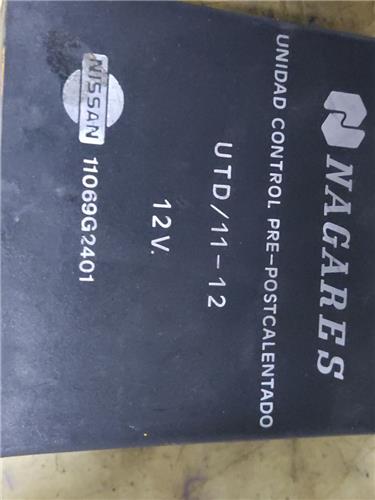 NAGARES
UNIDAD CONTROL PRE-POSTCALENTADO
UTD/11-12
12V.
NISSAN
11069G2401